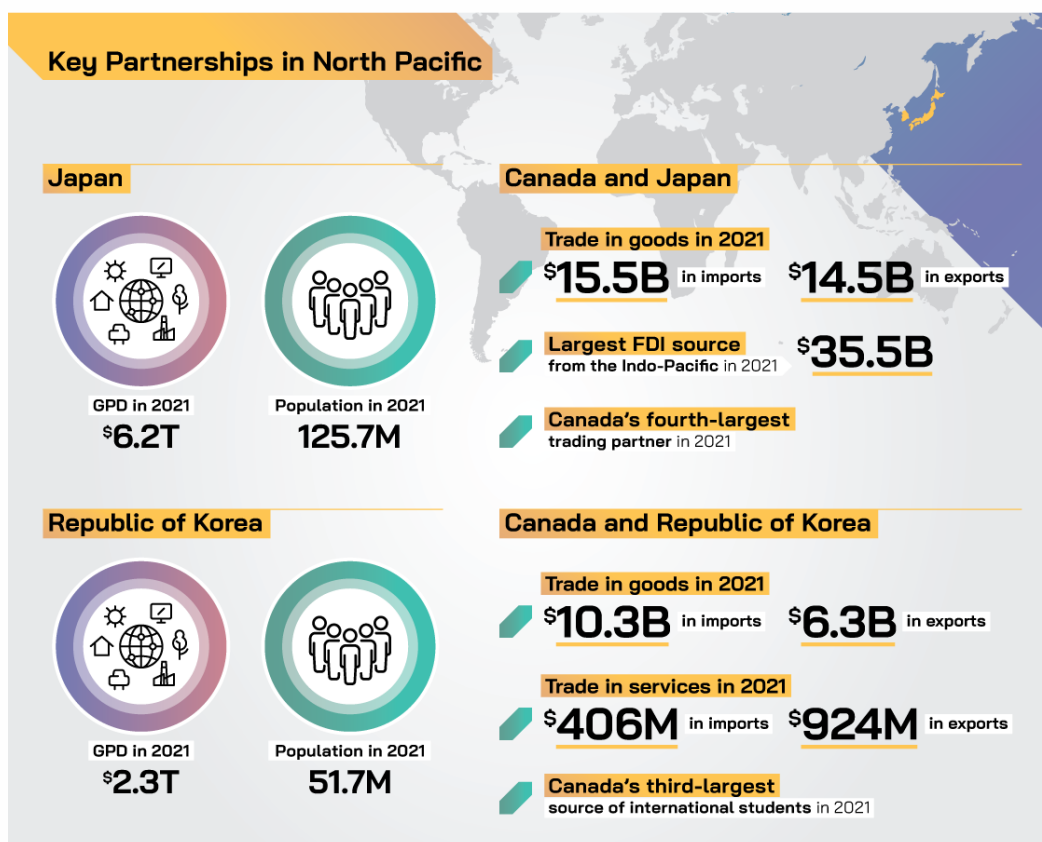 Key Partnerships in North Pacific
Japan
GPD in 2021
$6.2T
Population in 2021
125.7M
Canada and Japan
Trade in goods in 2021
$15.5B in imports $14.5B in exports
Largest FDI source
from the Indo-Pacific in 2021
$35.5B
Canada's fourth-largest
trading partner in 2021
Republic of Korea
GPD in 2021
$2.3T
Population in 2021
51.7M
Canada and Republic of Korea
Trade in goods in 2021
$10.3B in imports $6.3B in exports
Trade in services in 2021
$406M in imports $924M in exports
Canada's third-largest
source of international students in 2021